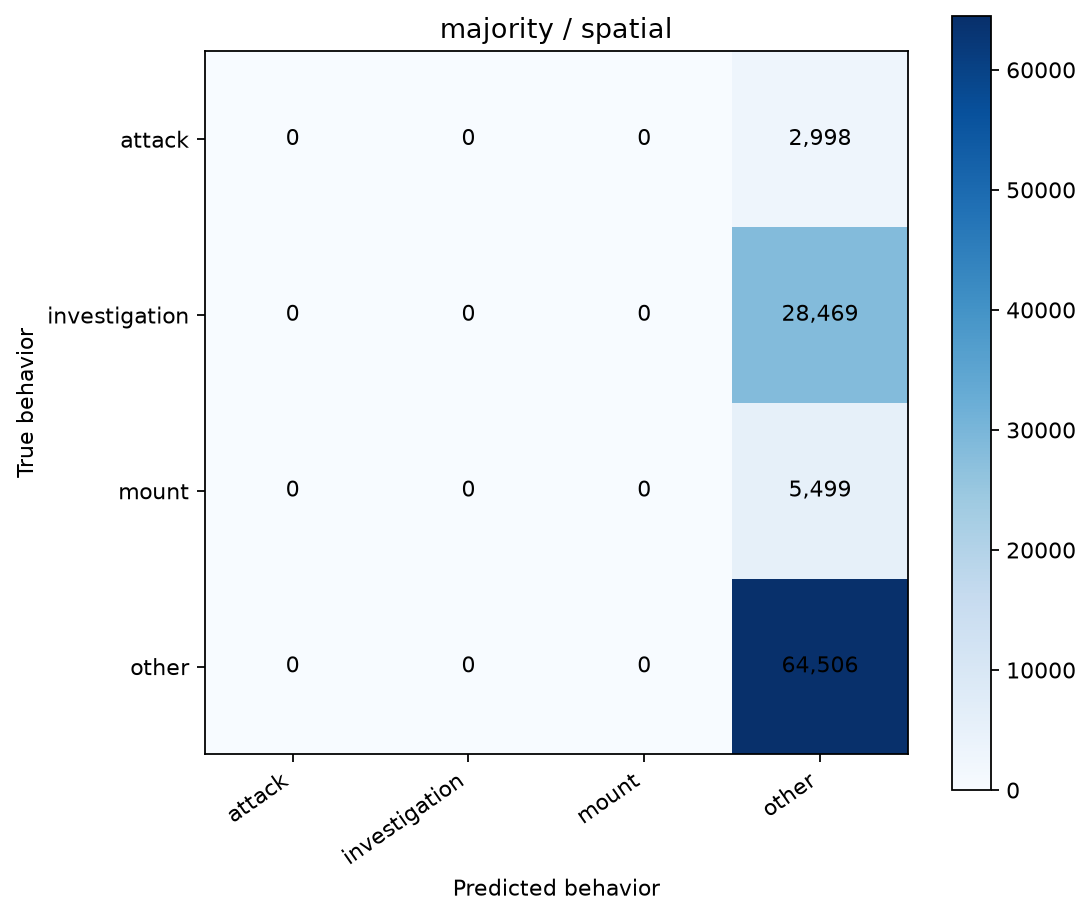 majority / spatial
attack 0 0 0 2,998
investigation 0 0 0 28,469
mount 0 0 0 5,499
other 0 0 0 64,506
True behavior
attack investigation mount other
Predicted behavior
60000
50000
40000
30000
20000
10000
0